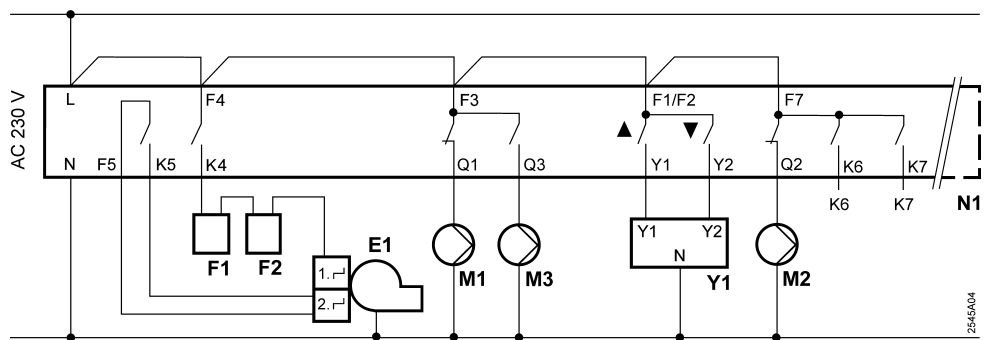 AC 230 V
L F4 F3 F1/F2 F7
N F5 K5 K4 Q1 Q3 Y1 Y2 Q2 K6 K7
K6 K7 N1
F1 F2 E1 M1 M3 Y1 Y2 N Y1 M2
1.
2.
2545A04